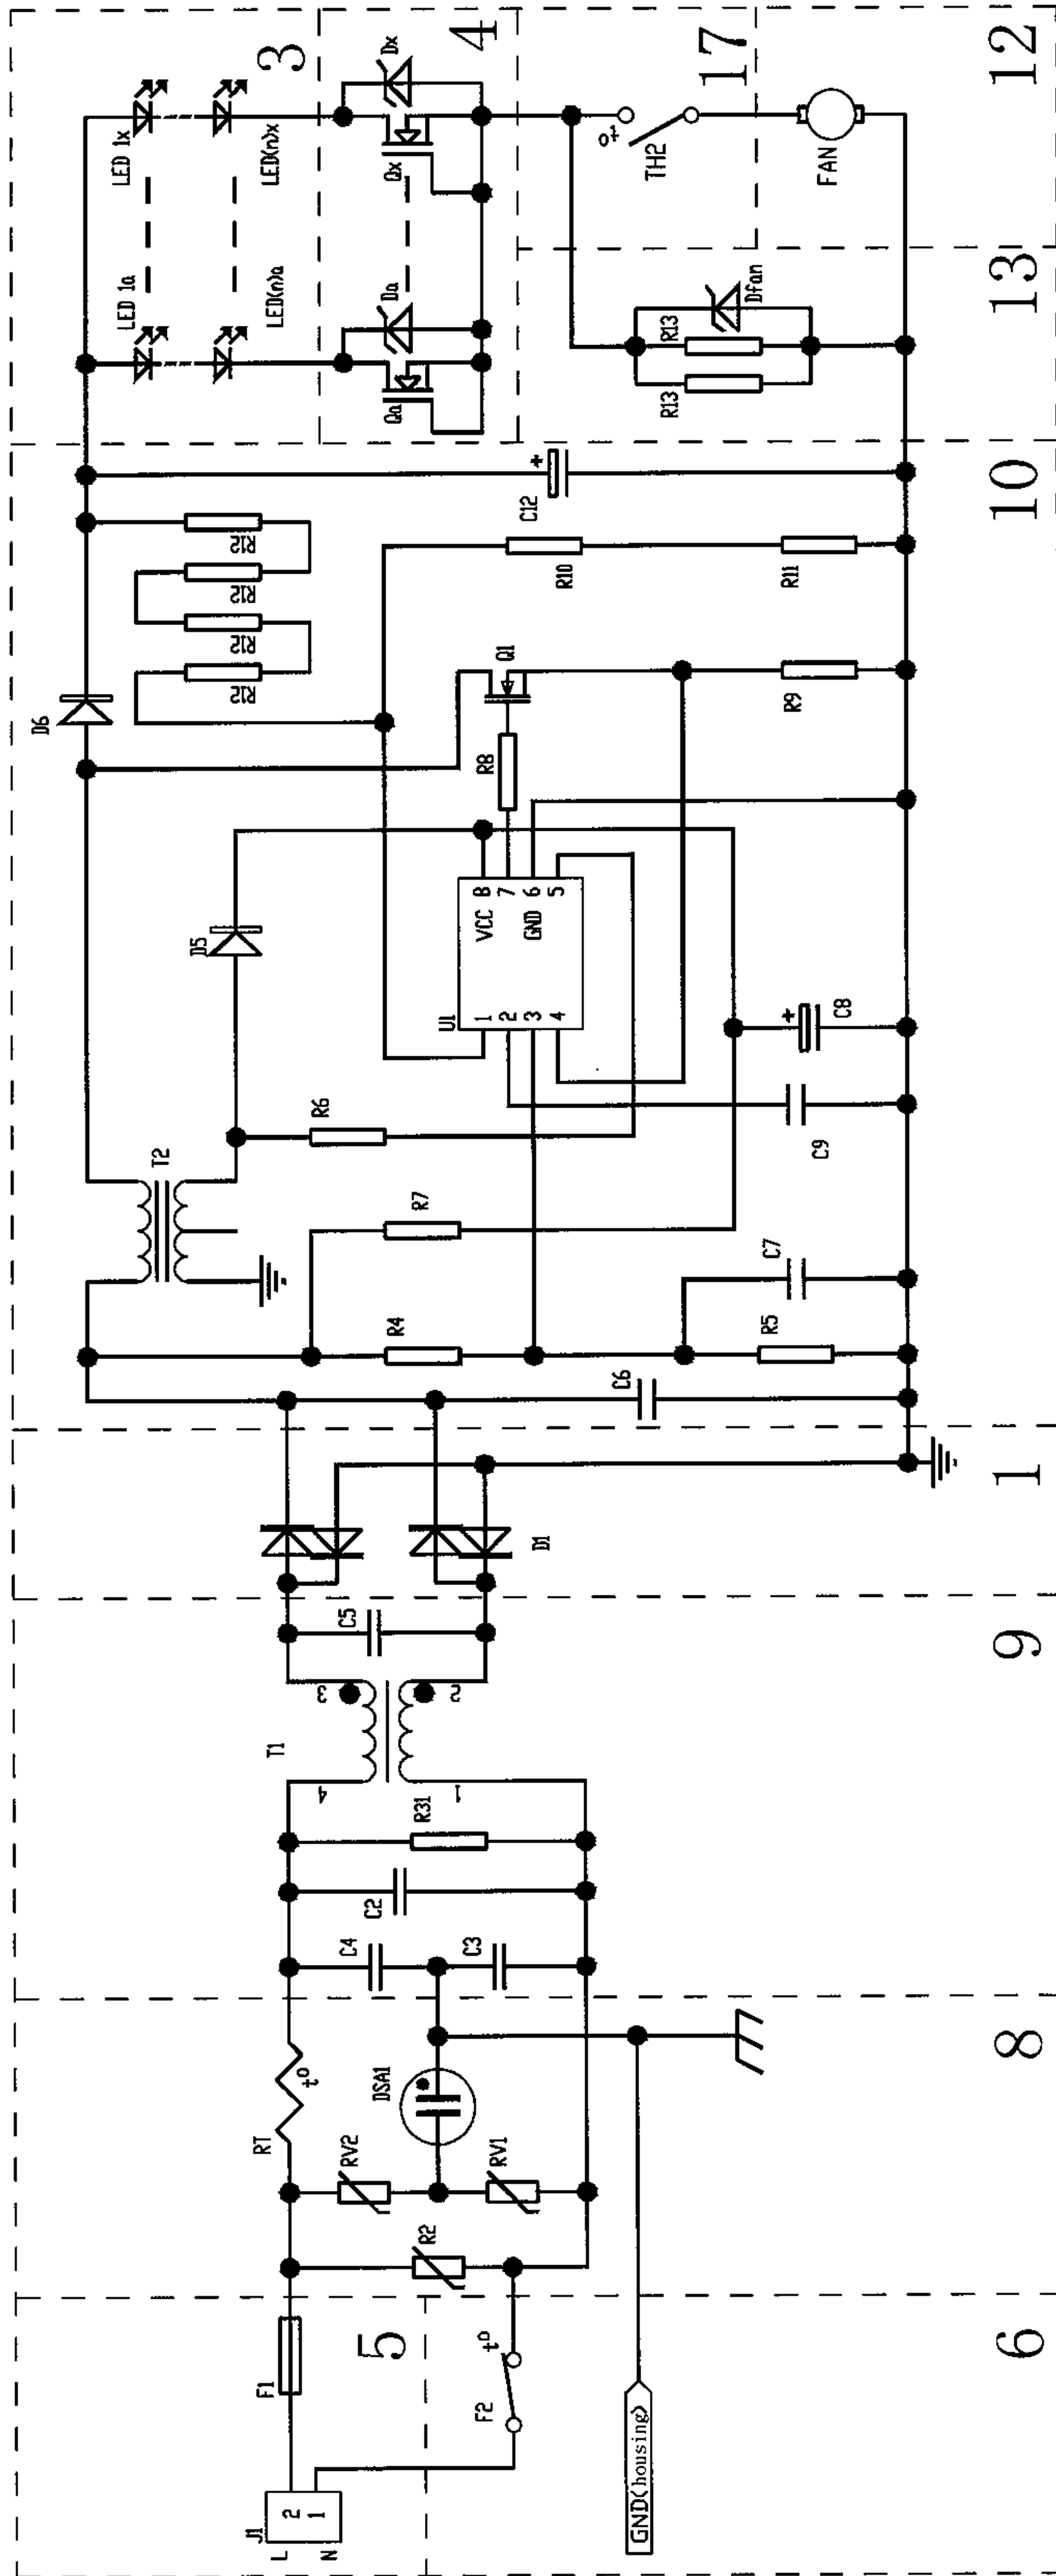 J1
L
N
2
1
F1
5
F2
t°
GND(housing)
6
RT
t°
R2
RV2
RV1
DSA1
8
C4
C3
C2
R31
T1
4
3
1
2
C5
9
D1
1
C6
R4
R5
C7
R7
T2
R6
C9
C8
D5
U1
1
2
3
4
VCC
GND
8
7
6
5
R8
Q1
R9
D6
R12
R12
R12
R12
R10
R11
C12
10
LED 1a
LED 1x
LED(n)a
LED(n)x
3
Qa
Da
Qx
Dx
4
R13
R13
Dfan
13
t°
TH2
17
FAN
12